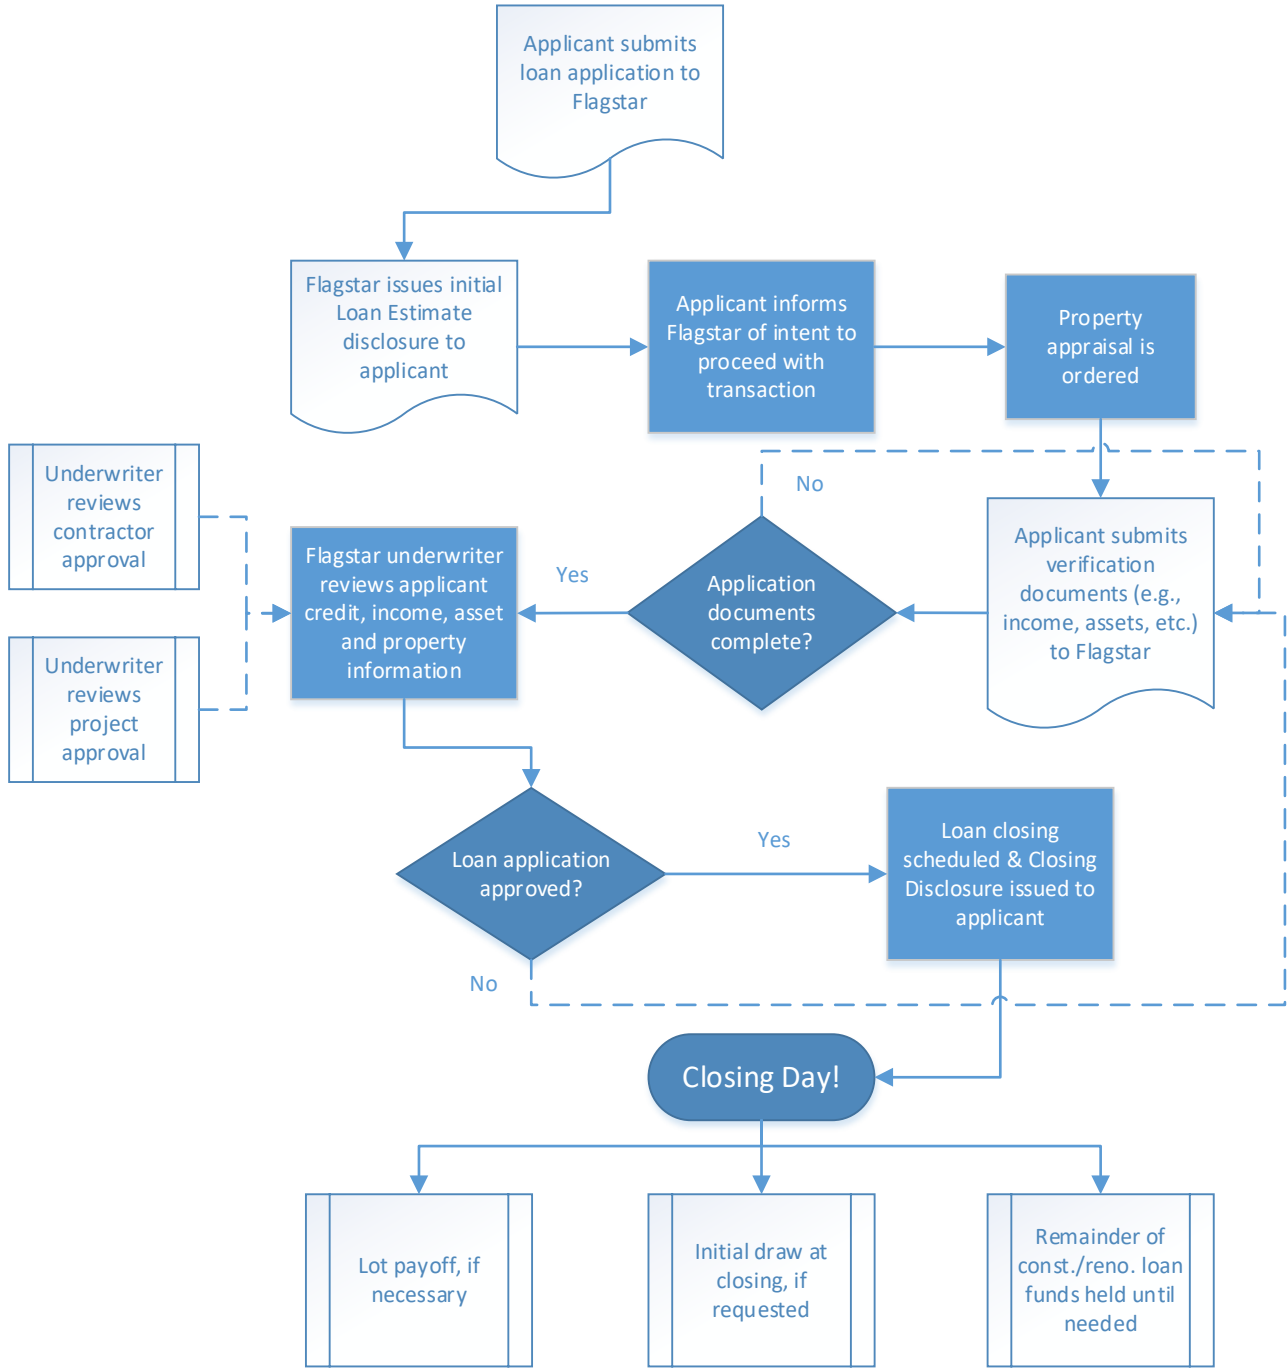 Applicant submits
loan application to
Flagstar
Flagstar issues initial
Loan Estimate
disclosure to
applicant
Applicant informs
Flagstar of intent to
proceed with
transaction
Property
appraisal is
ordered
Underwriter
reviews
contractor
approval
Flagstar underwriter
reviews applicant
credit, income, asset
and property
information
Yes
No
Application
documents
complete?
Applicant submits
verification
documents (e.g.,
income, assets, etc.)
to Flagstar
Underwriter
reviews
project
approval
Loan application
approved?
Yes
Loan closing
scheduled & Closing
Disclosure issued to
applicant
No
Closing Day!
Lot payoff, if
necessary
Initial draw at
closing, if
requested
Remainder of
const./reno. loan
funds held until
needed